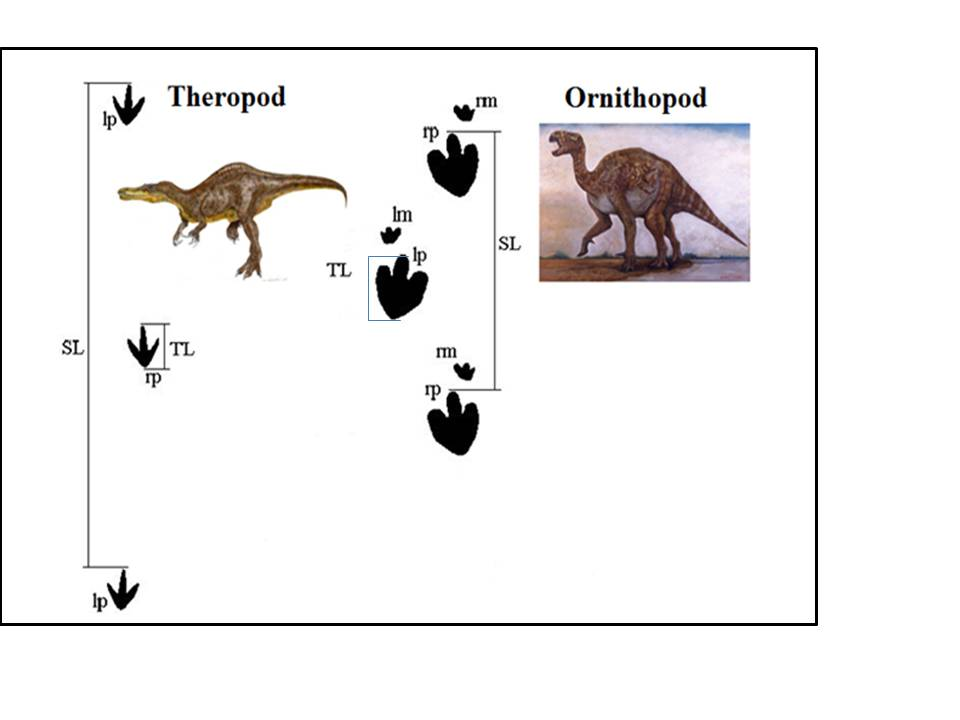 Theropod
Ornithopod
lp
rm
rp
lm
lp
SL
TL
SL
TL
rp
rm
rp
lp